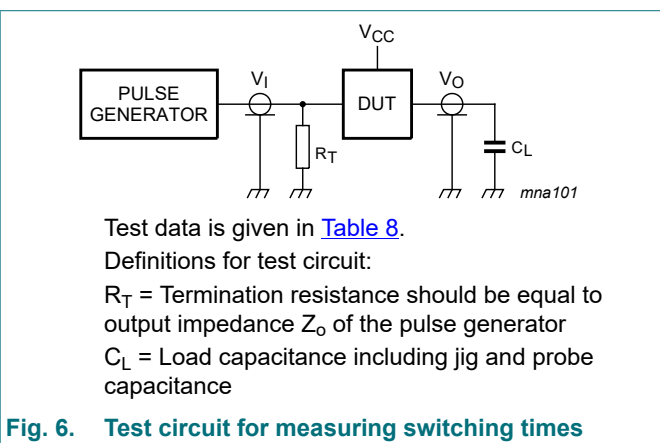 VCC
PULSE
GENERATOR
VI
DUT
VO
RT
CL
mna101
Test data is given in Table 8.
Definitions for test circuit:
RT = Termination resistance should be equal to
output impedance Zo of the pulse generator
CL = Load capacitance including jig and probe
capacitance
Fig. 6. Test circuit for measuring switching times